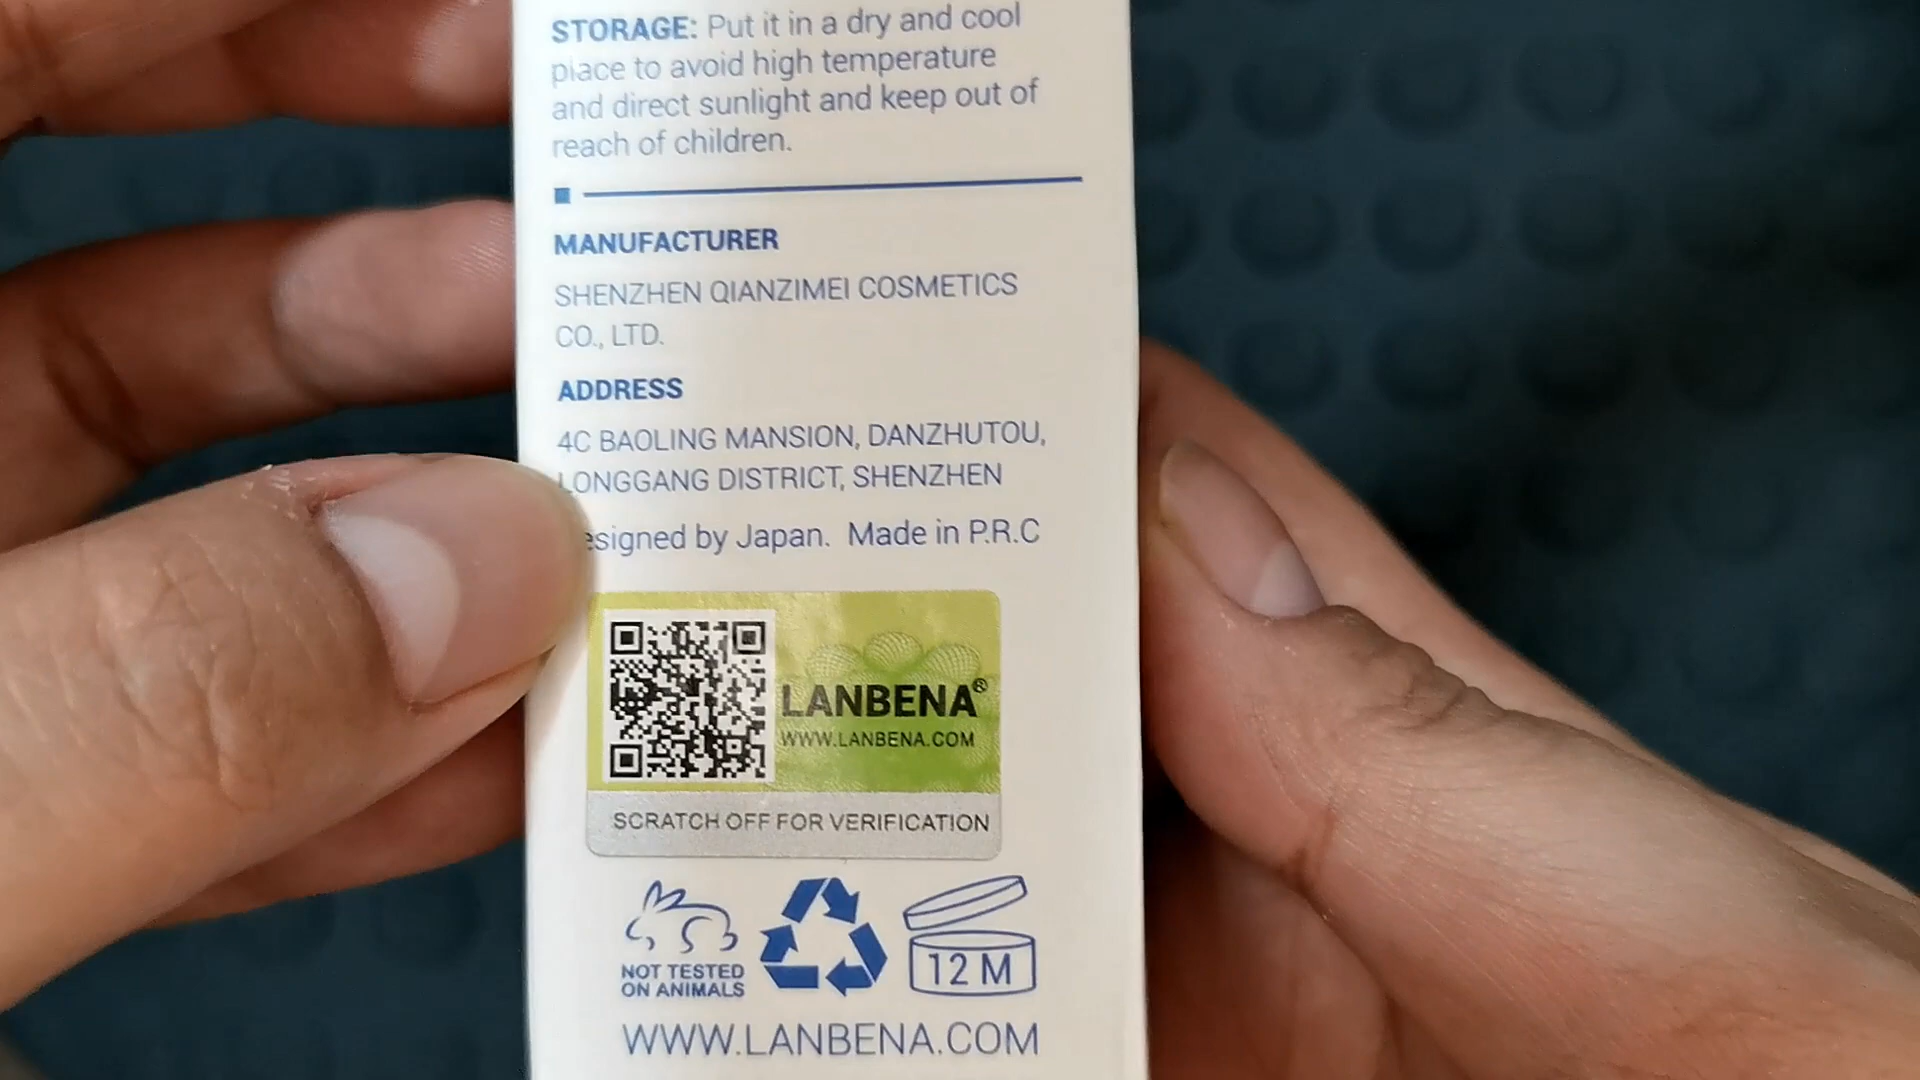 STORAGE: Put it in a dry and cool
place to avoid high temperature
and direct sunlight and keep out of
reach of children.
MANUFACTURER
SHENZHEN QIANZIMEI COSMETICS
CO., LTD.
ADDRESS
4C BAOLING MANSION, DANZHUTOU,
LONGGANG DISTRICT, SHENZHEN
esigned by Japan. Made in P.R.C
LANBENA®
WWW.LANBENA.COM
SCRATCH OFF FOR VERIFICATION
NOT TESTED
ON ANIMALS
12 M
WWW.LANBENA.COM